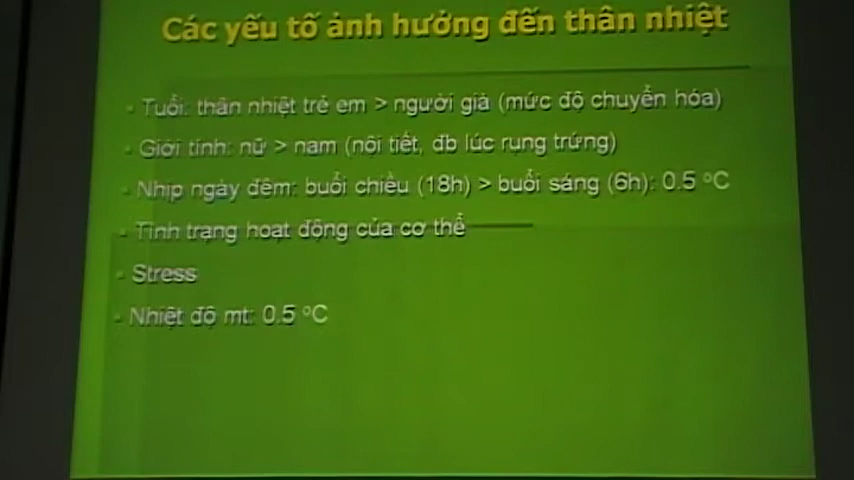 Các yếu tố ảnh hưởng đến thân nhiệt
- Tuổi: thân nhiệt trẻ em > người già (mức độ chuyển hóa)
- Giới tính: nữ > nam (nội tiết, đb lúc rụng trứng)
- Nhịp ngày đêm: buổi chiều (18h) > buổi sáng (6h): 0.5 °C
- Tình trạng hoạt động của cơ thể
- Stress
- Nhiệt độ mt: 0.5 °C